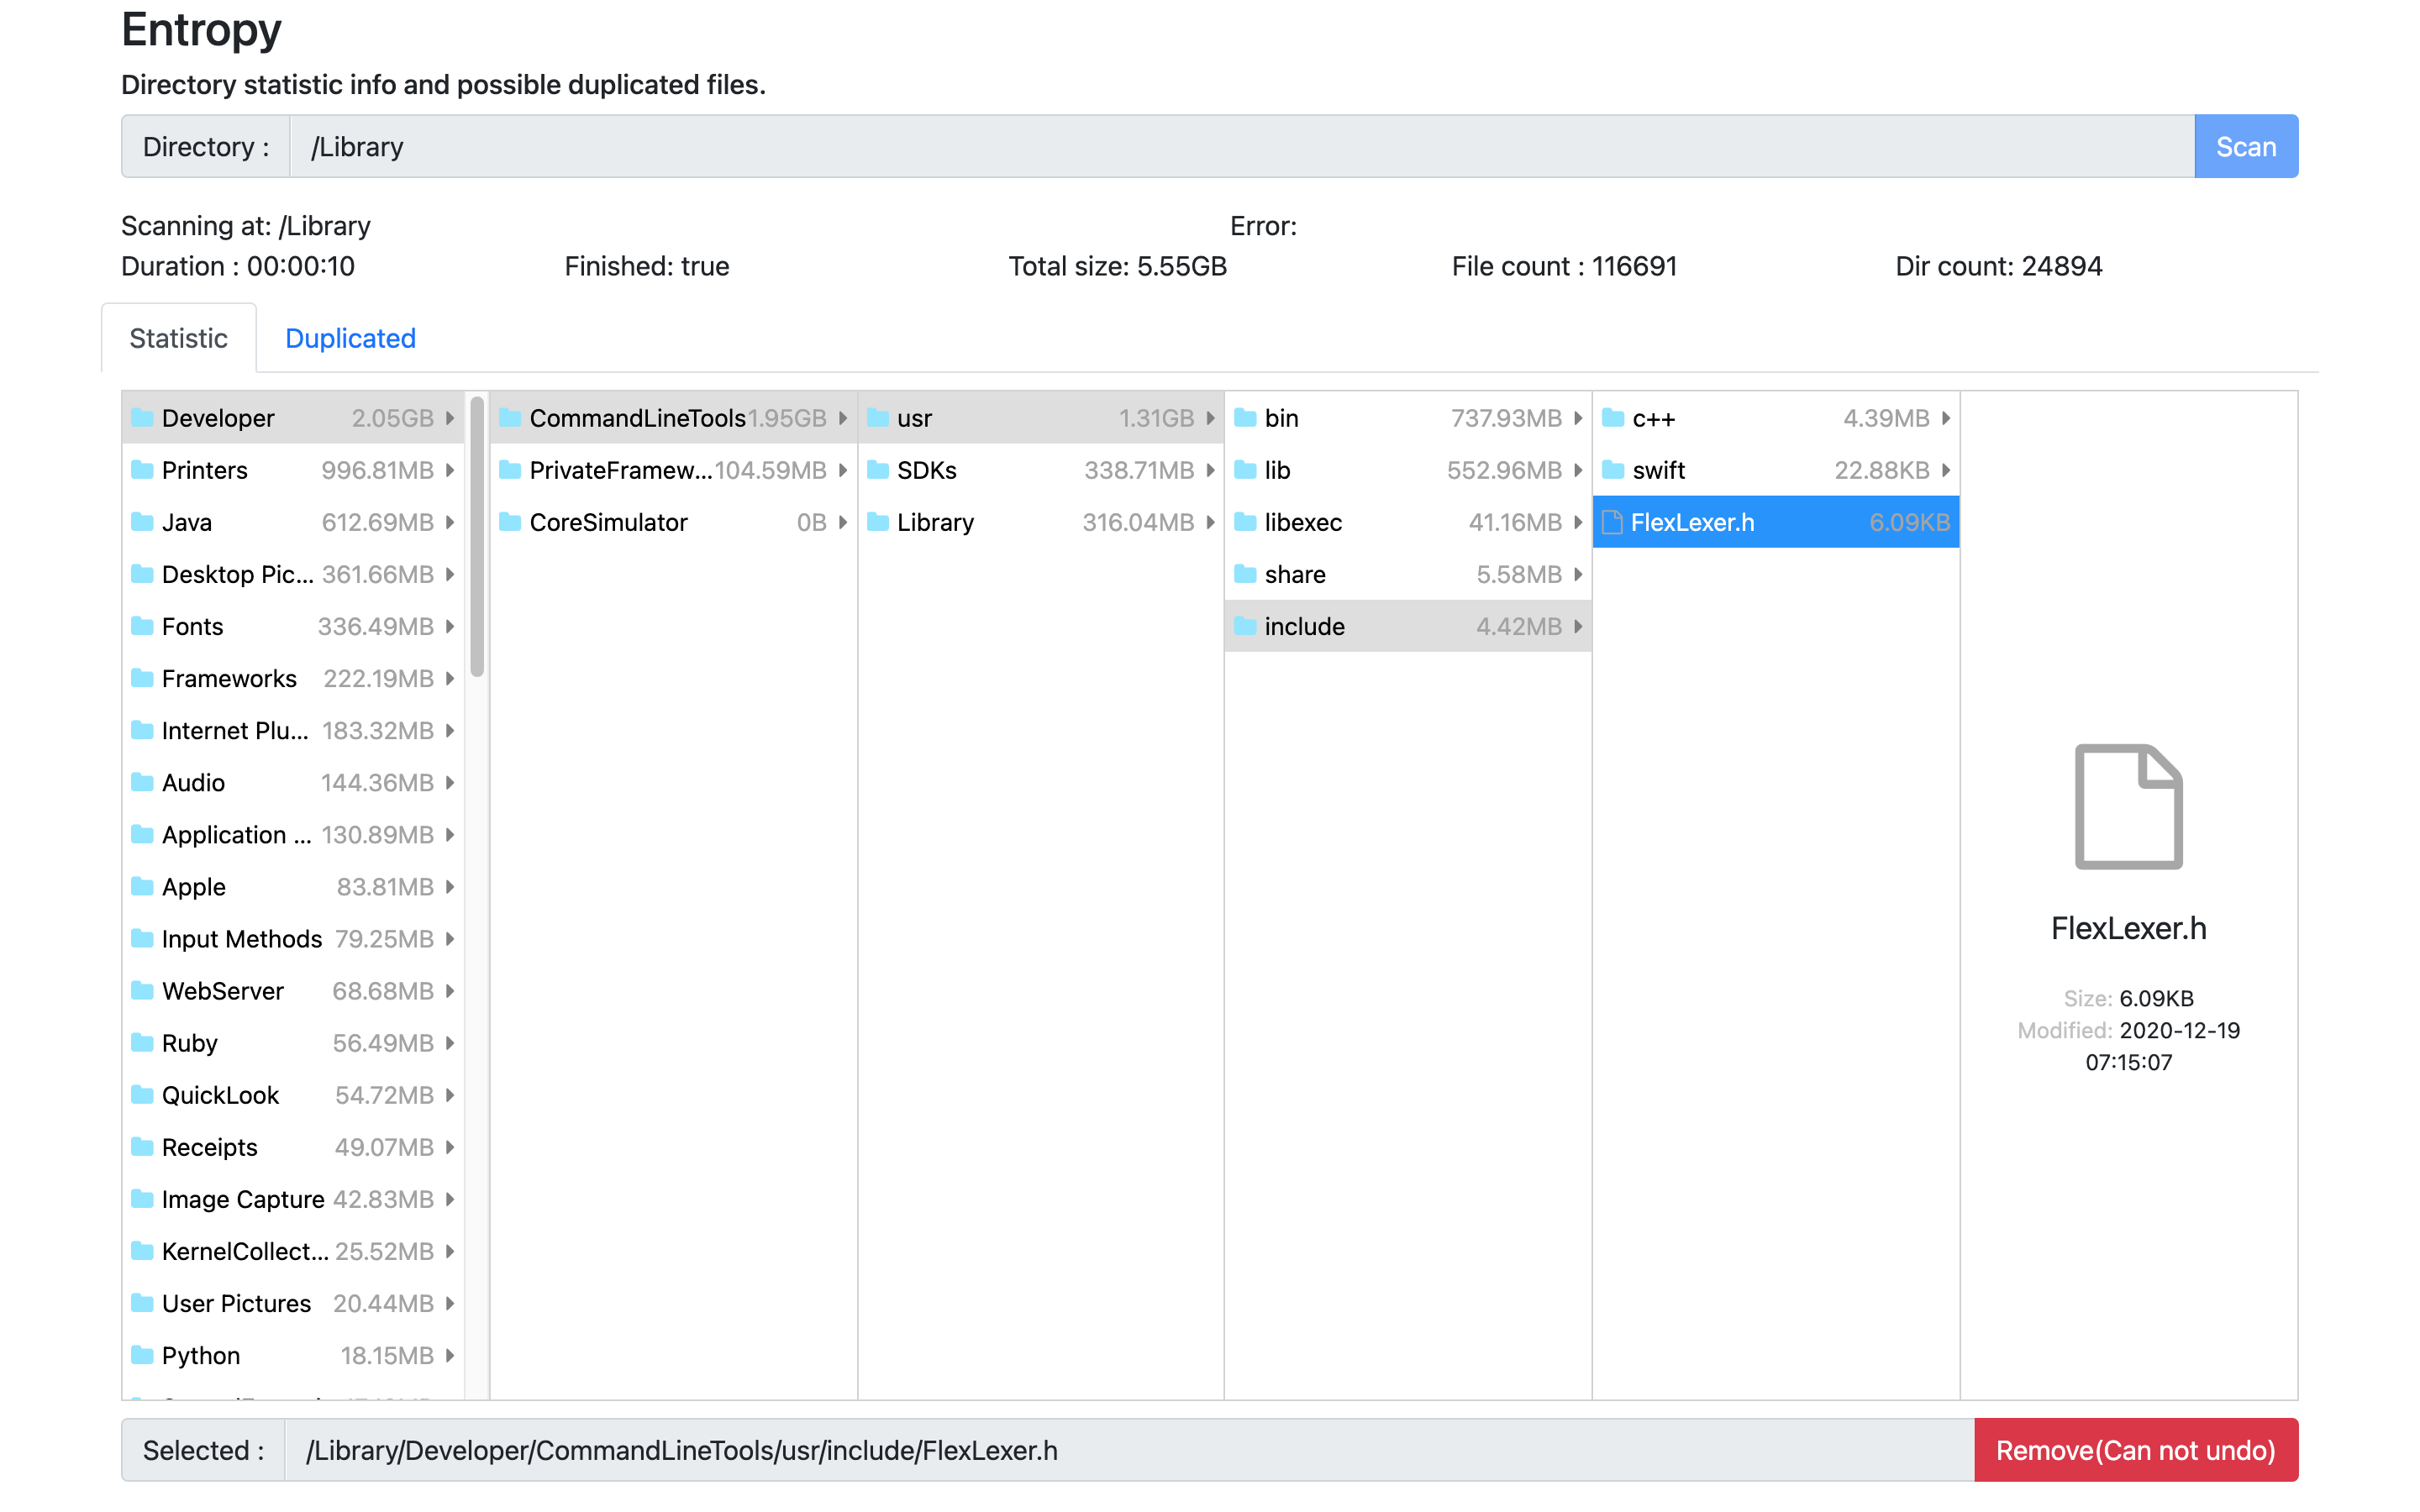 Entropy
Directory statistic info and possible duplicated files.
Directory : /Library Scan
Scanning at: /Library Error:
Duration : 00:00:10 Finished: true Total size: 5.55GB File count : 116691 Dir count: 24894
Statistic Duplicated
Developer 2.05GB
Printers 996.81MB
Java 612.69MB
Desktop Pic... 361.66MB
Fonts 336.49MB
Frameworks 222.19MB
Internet Plu... 183.32MB
Audio 144.36MB
Application ... 130.89MB
Apple 83.81MB
Input Methods 79.25MB
WebServer 68.68MB
Ruby 56.49MB
QuickLook 54.72MB
Receipts 49.07MB
Image Capture 42.83MB
KernelCollect... 25.52MB
User Pictures 20.44MB
Python 18.15MB
CommandLineTools 1.95GB
PrivateFramew... 104.59MB
CoreSimulator 0B
usr 1.31GB
SDKs 338.71MB
Library 316.04MB
bin 737.93MB
lib 552.96MB
libexec 41.16MB
share 5.58MB
include 4.42MB
c++ 4.39MB
swift 22.88KB
FlexLexer.h 6.09KB
FlexLexer.h
Size: 6.09KB
Modified: 2020-12-19
07:15:07
Selected : /Library/Developer/CommandLineTools/usr/include/FlexLexer.h Remove(Can not undo)